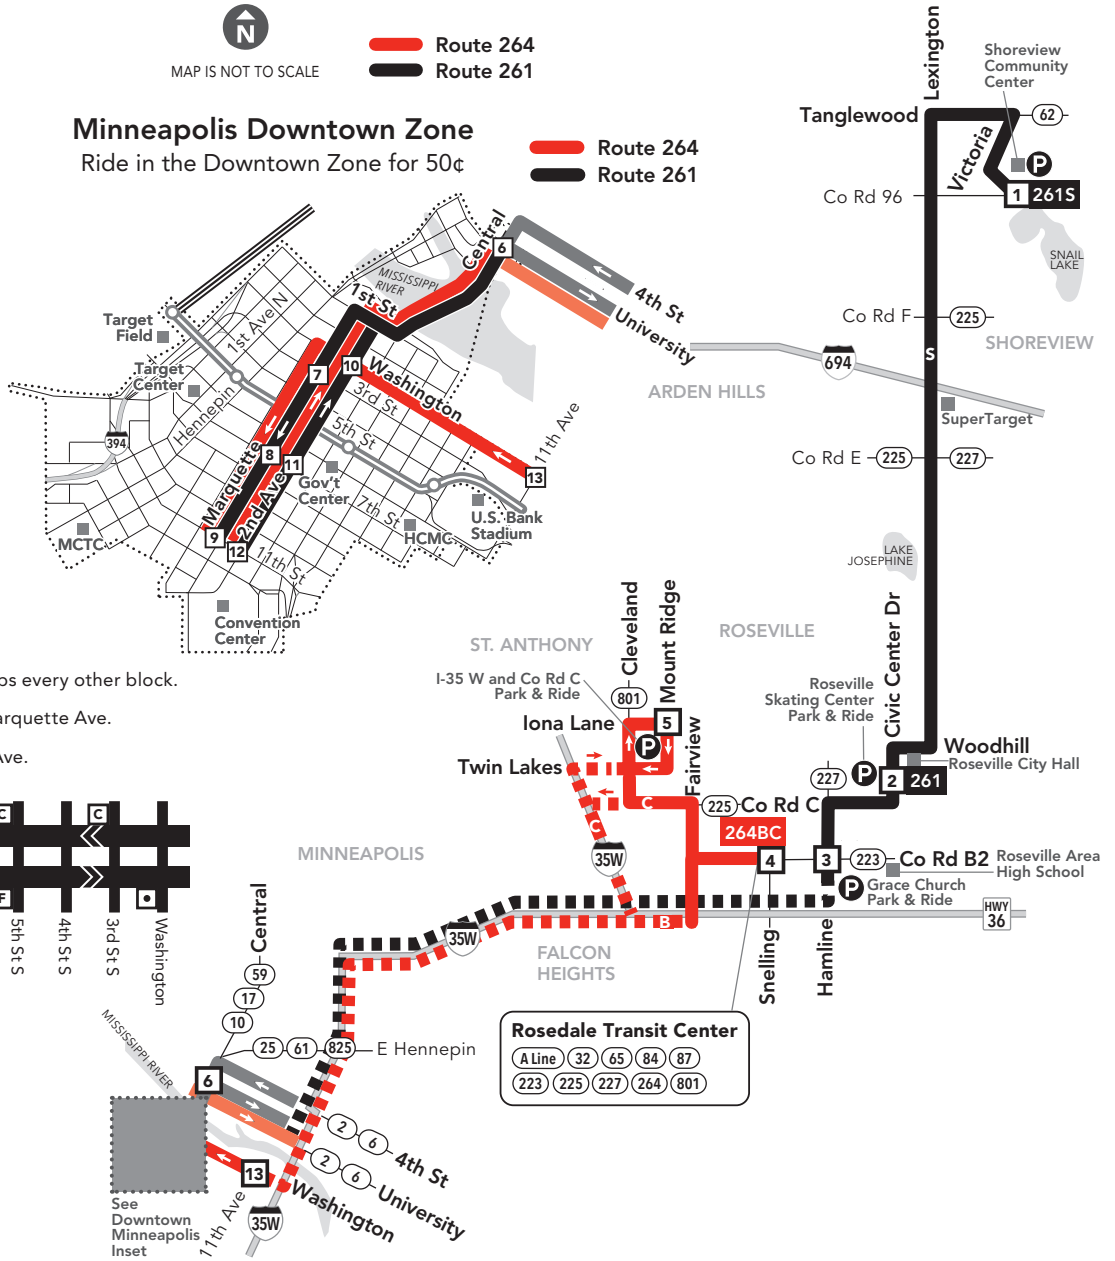 N
MAP IS NOT TO SCALE
Route 264
Route 261
Minneapolis Downtown Zone
Ride in the Downtown Zone for 50¢
Route 264
Route 261
Central
6
MISSISSIPPI
RIVER
1st St
4th St
University
Target
Field
1st Ave N
Target
Center
Hennepin
394
7
10
Washington
3rd St
5th St
11th Ave
Marquette
8
11
2nd Ave
Gov't
Center
7th St
13
U.S. Bank
Stadium
HCMC
MCTC
9
12
11th St
Convention
Center
Lexington
Shoreview
Community
Center
Tanglewood
62
Victoria
P
Co Rd 96
1
261S
SNAIL
LAKE
Co Rd F
225
S
SHOREVIEW
694
ARDEN HILLS
SuperTarget
Co Rd E
225
227
LAKE
JOSEPHINE
Civic Center Dr
ST. ANTHONY
ROSEVILLE
Cleveland
Mount Ridge
I-35 W and Co Rd C
Park & Ride
801
Roseville
Skating Center
Park & Ride
Iona Lane
5
P
Fairview
Twin Lakes
Woodhill
Roseville City Hall
227
P
2
261
C
C
225
Co Rd C
264BC
35W
4
3
223
Co Rd B2
Roseville Area
High School
P
Grace Church
Park & Ride
HWY
36
B
35W
FALCON
HEIGHTS
Snelling
Hamline
MINNEAPOLIS
ps every other block.
arquette Ave.
Ave.
C
C
F
5th St S
4th St S
3rd St S
Washington
Central
59
17
10
25
61
825
E Hennepin
MISSISSIPPI RIVER
6
2
6
4th St
2
6
University
13
Washington
11th Ave
35W
See
Downtown
Minneapolis
Inset
Rosedale Transit Center
A Line
32
65
84
87
223
225
227
264
801